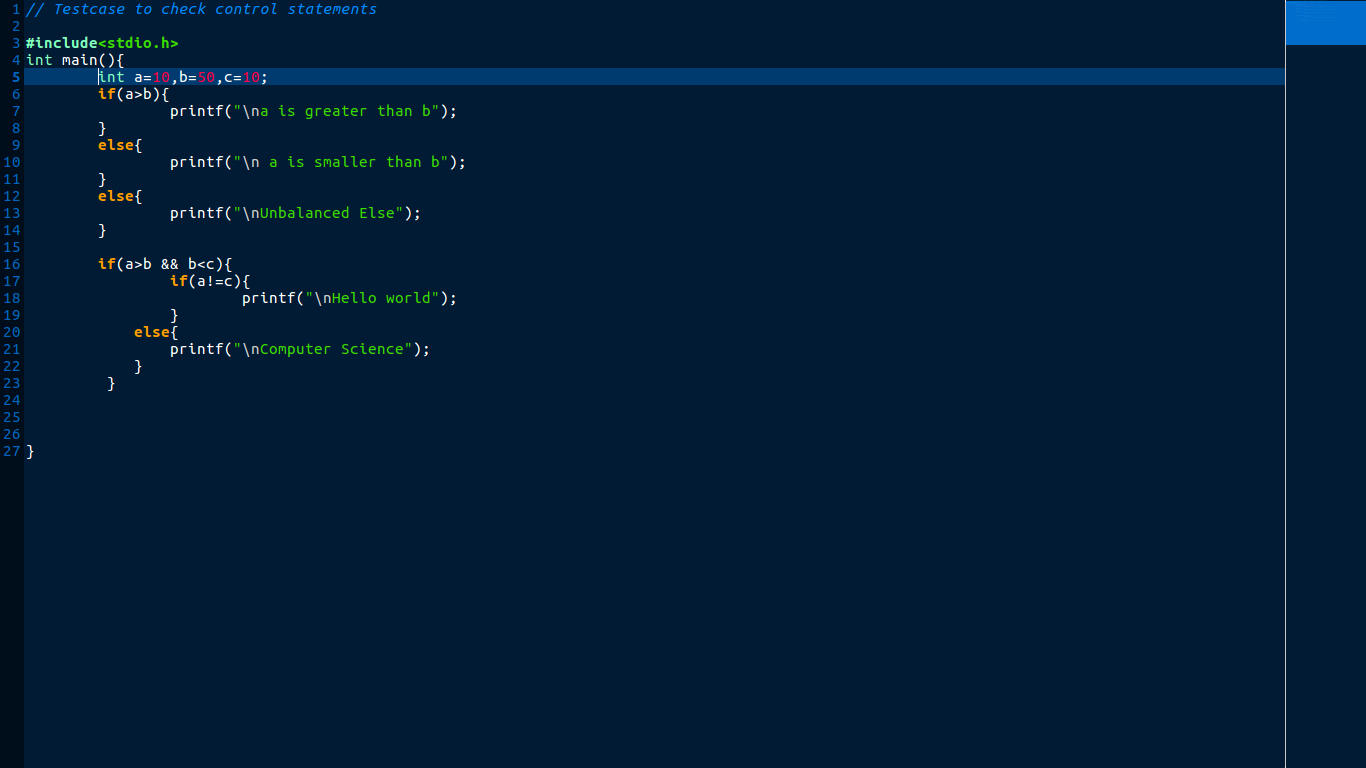 1 // Testcase to check control statements
2
3 #include<stdio.h>
4 int main(){
5         int a=10,b=50,c=10;
6         if(a>b){
7                 printf("\na is greater than b");
8         }
9         else{
10                 printf("\n a is smaller than b");
11         }
12         else{
13                 printf("\nUnbalanced Else");
14         }
15
16         if(a>b && b<c){
17                 if(a!=c){
18                         printf("\nHello world");
19                 }
20             else{
21                 printf("\nComputer Science");
22             }
23          }
24
25
26
27 }